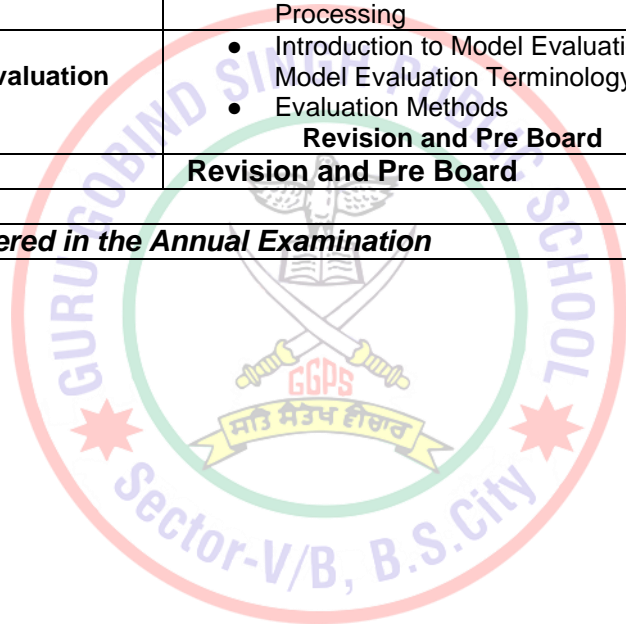 Processing
● Introduction to Model Evaluati
valuation
Model Evaluation Terminology
● Evaluation Methods
Revision and Pre Board
Revision and Pre Board
ered in the Annual Examination
GURU GOBIND SINGH PUBLIC SCHOOL
GGPS
ਸਤਿ ਸੰਤੋਖ ਵੀਚਾਰ
Sector-V/B, B.S.City